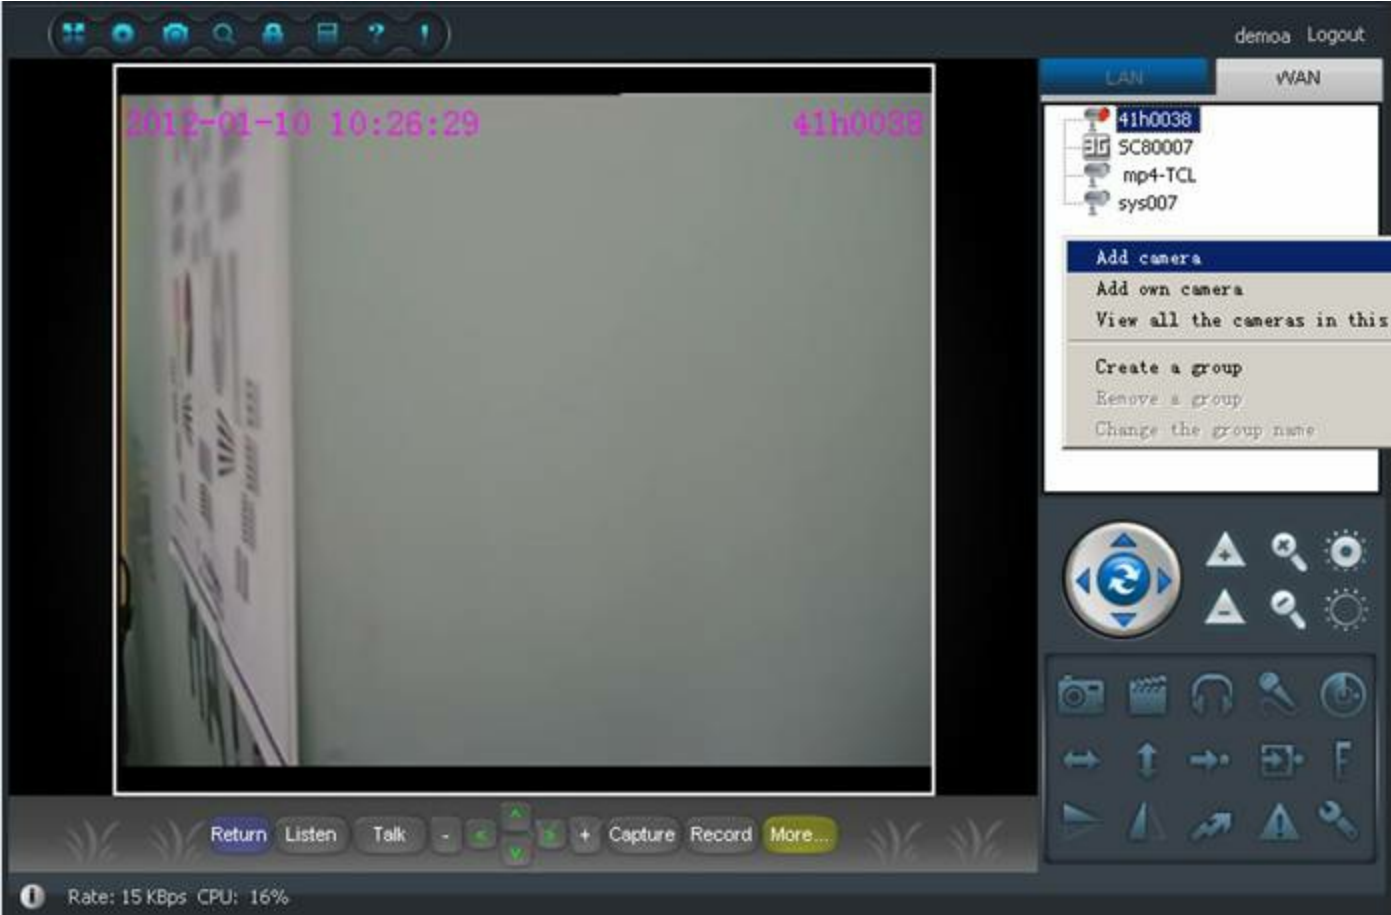 demoa Logout
LAN WAN
2012-01-10 10:26:29 41h0038
41h0038
SC80007
mp4-TCL
sys007
Add camera
Add own camera
View all the cameras in this
Create a group
Remove a group
Change the group name
Return Listen Talk - < ^ v > + Capture Record More...
Rate: 15 KBps CPU: 16%